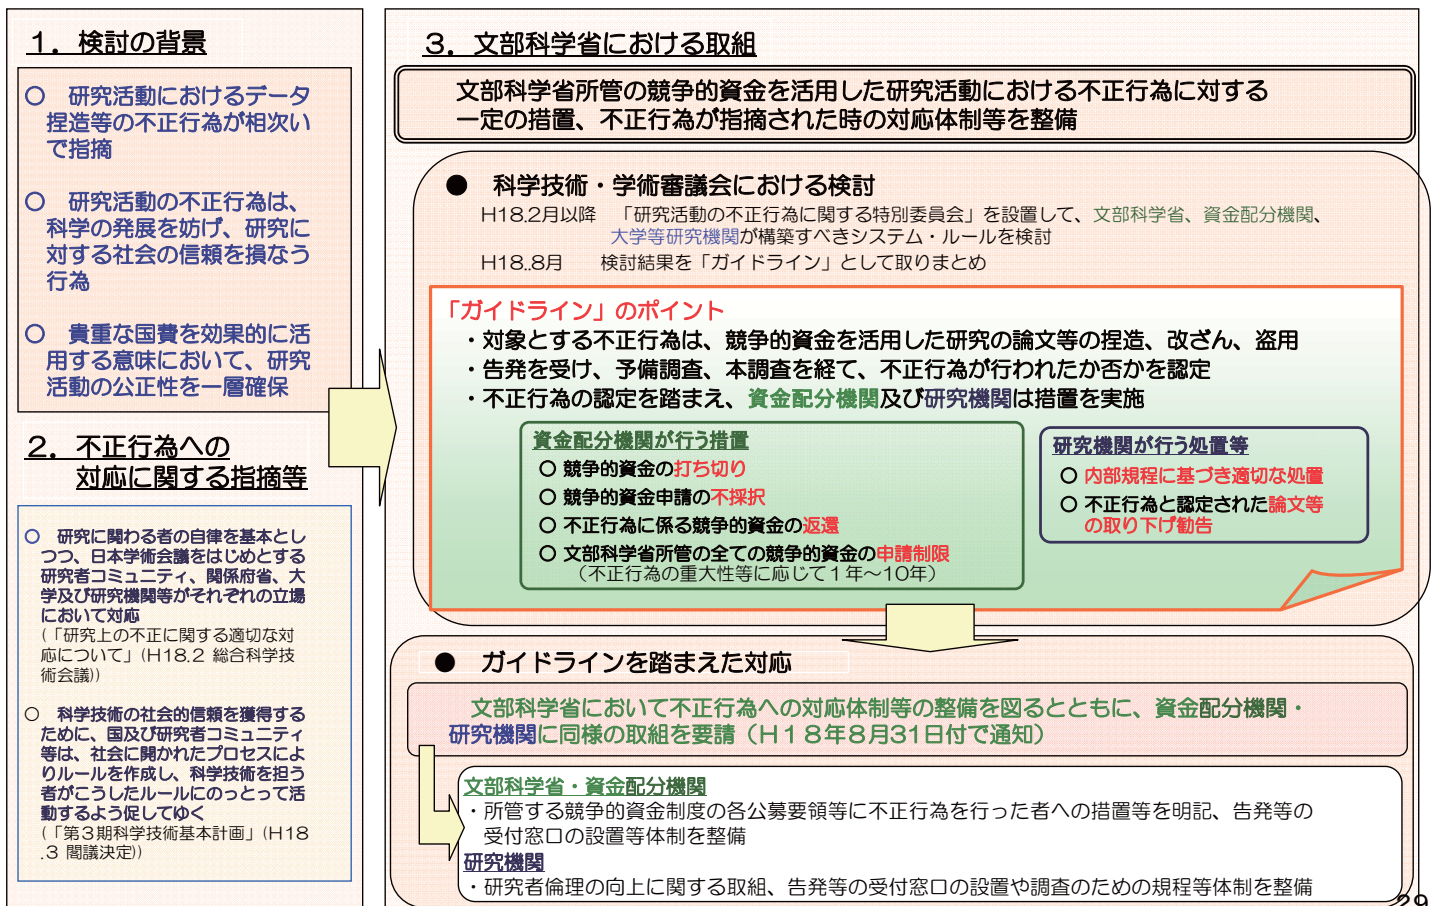 １．検討の背景
○　研究活動におけるデータ
捏造等の不正行為が相次い
で指摘
○　研究活動の不正行為は、
科学の発展を妨げ、研究に
対する社会の信頼を損なう
行為
○　貴重な国費を効果的に活
用する意味において、研究
活動の公正性を一層確保
２．不正行為への
対応に関する指摘等
○　研究に関わる者の自律を基本とし
つつ、日本学術会議をはじめとする
研究者コミュニティ、関係府省、大
学及び研究機関等がそれぞれの立場
において対応
(「研究上の不正に関する適切な対
応について」(H18.2 総合科学技
術会議))
○　科学技術の社会的信頼を獲得する
ために、国及び研究者コミュニティ
等は、社会に開かれたプロセスによ
りルールを作成し、科学技術を担う
者がこうしたルールにのっとって活
動するよう促してゆく
(「第３期科学技術基本計画」(H18
.3 閣議決定))
３．文部科学省における取組
文部科学省所管の競争的資金を活用した研究活動における不正行為に対する
一定の措置、不正行為が指摘された時の対応体制等を整備
●　科学技術・学術審議会における検討
H18.2月以降　「研究活動の不正行為に関する特別委員会」を設置して、文部科学省、資金配分機関、
大学等研究機関が構築すべきシステム・ルールを検討
H18..8月　検討結果を「ガイドライン」として取りまとめ
「ガイドライン」のポイント
・対象とする不正行為は、競争的資金を活用した研究の論文等の捏造、改ざん、盗用
・告発を受け、予備調査、本調査を経て、不正行為が行われたか否かを認定
・不正行為の認定を踏まえ、資金配分機関及び研究機関は措置を実施
資金配分機関が行う措置
○ 競争的資金の打ち切り
○ 競争的資金申請の不採択
○ 不正行為に係る競争的資金の返還
○ 文部科学省所管の全ての競争的資金の申請制限
（不正行為の重大性等に応じて１年～10年）
研究機関が行う処置等
○ 内部規程に基づき適切な処置
○ 不正行為と認定された論文等
の取り下げ勧告
●　ガイドラインを踏まえた対応
文部科学省において不正行為への対応体制等の整備を図るとともに、資金配分機関・
研究機関に同様の取組を要請（Ｈ１８年８月31日付で通知）
文部科学省・資金配分機関
・所管する競争的資金制度の各公募要領等に不正行為を行った者への措置等を明記、告発等の
受付窓口の設置等体制を整備
研究機関
・研究者倫理の向上に関する取組、告発等の受付窓口の設置や調査のための規程等体制を整備
29